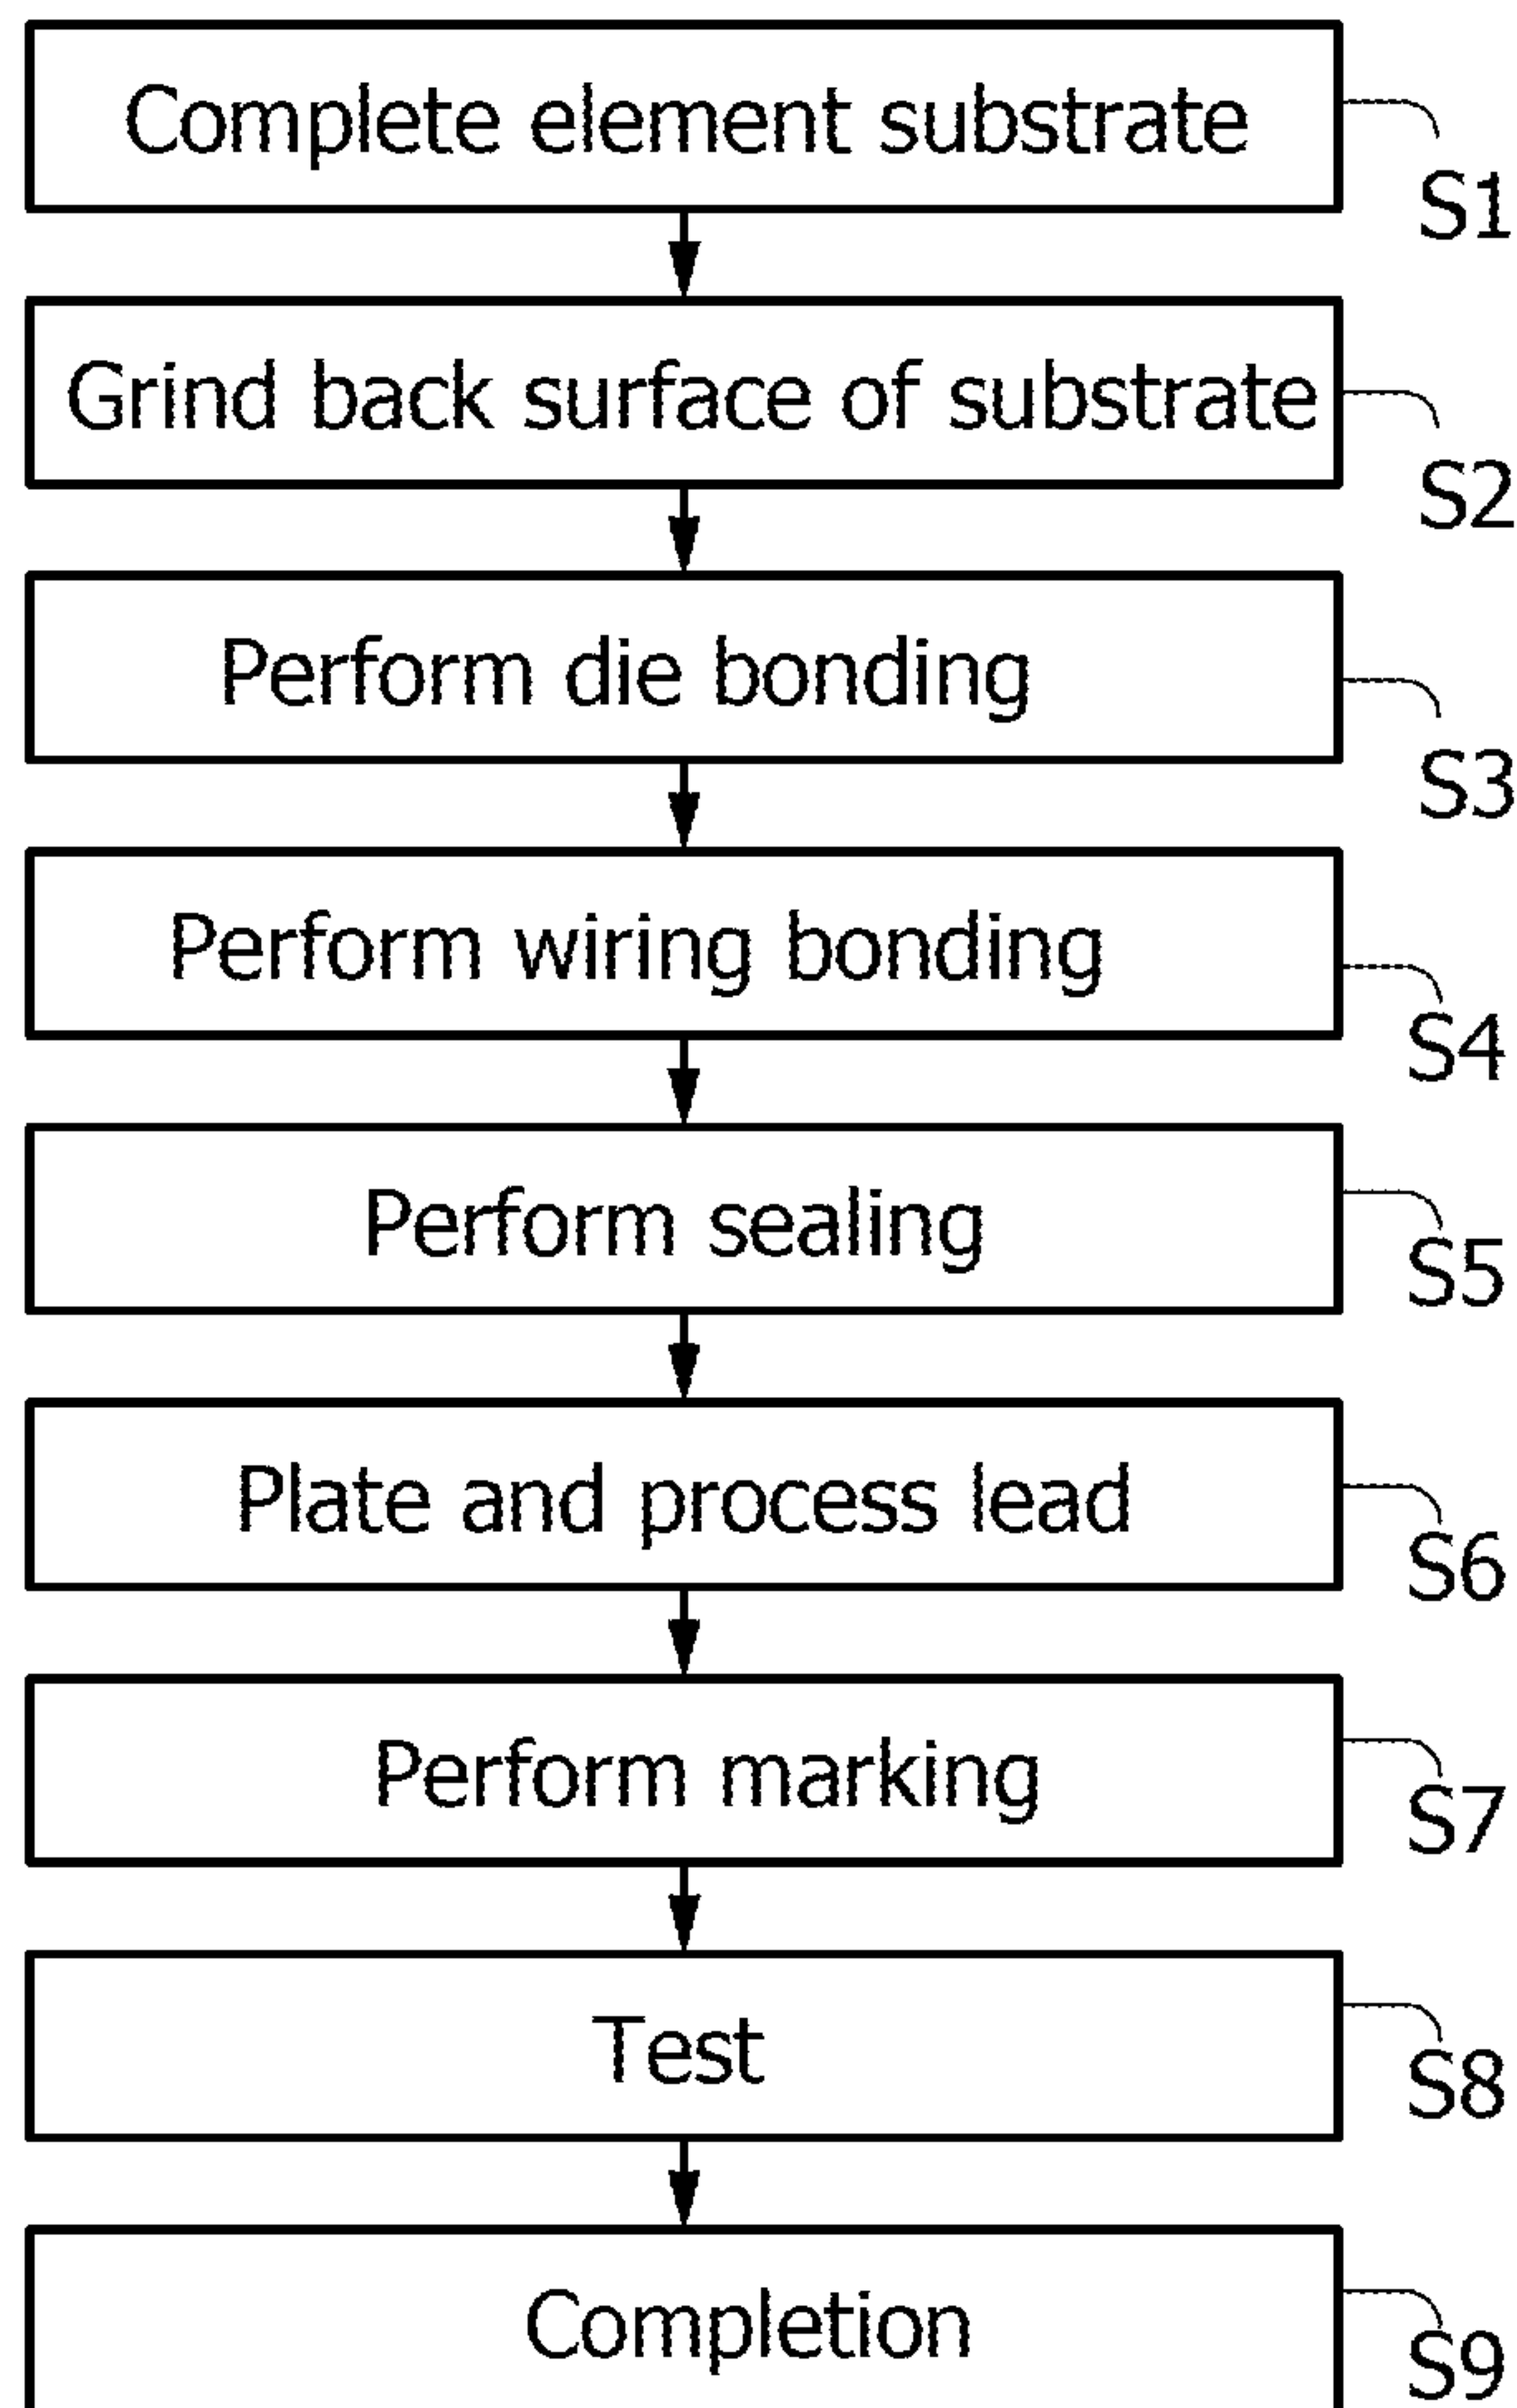 Complete element substrate
S1
Grind back surface of substrate
S2
Perform die bonding
S3
Perform wiring bonding
S4
Perform sealing
S5
Plate and process lead
S6
Perform marking
S7
Test
S8
Completion
S9